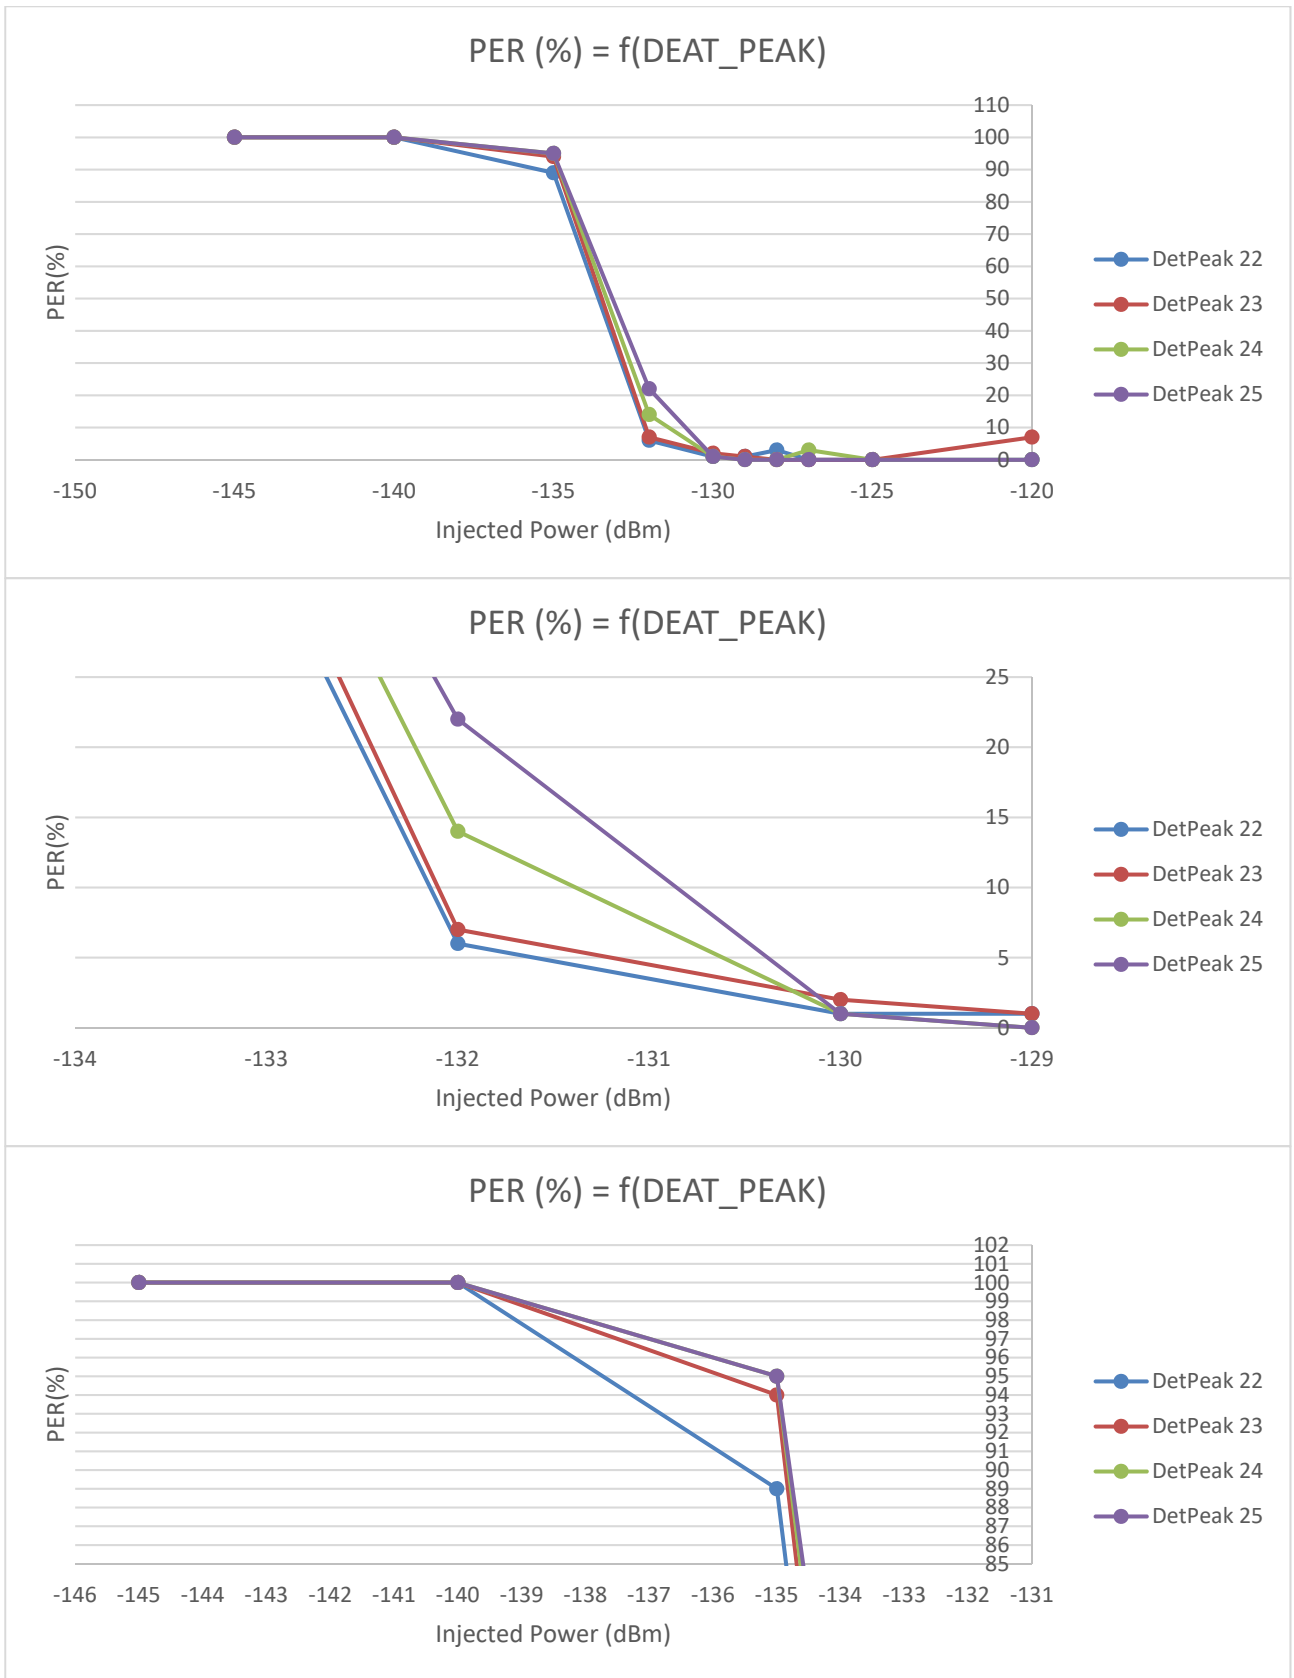 PER (%) = f(DEAT_PEAK)
110
100
90
80
70
60
50
40
30
20
10
0
PER(%)
-150 -145 -140 -135 -130 -125 -120
Injected Power (dBm)
DetPeak 22
DetPeak 23
DetPeak 24
DetPeak 25
PER (%) = f(DEAT_PEAK)
25
20
15
10
5
0
PER(%)
-134 -133 -132 -131 -130 -129
Injected Power (dBm)
DetPeak 22
DetPeak 23
DetPeak 24
DetPeak 25
PER (%) = f(DEAT_PEAK)
102
101
100
99
98
97
96
95
94
93
92
91
90
89
88
87
86
85
PER(%)
-146 -145 -144 -143 -142 -141 -140 -139 -138 -137 -136 -135 -134 -133 -132 -131
Injected Power (dBm)
DetPeak 22
DetPeak 23
DetPeak 24
DetPeak 25